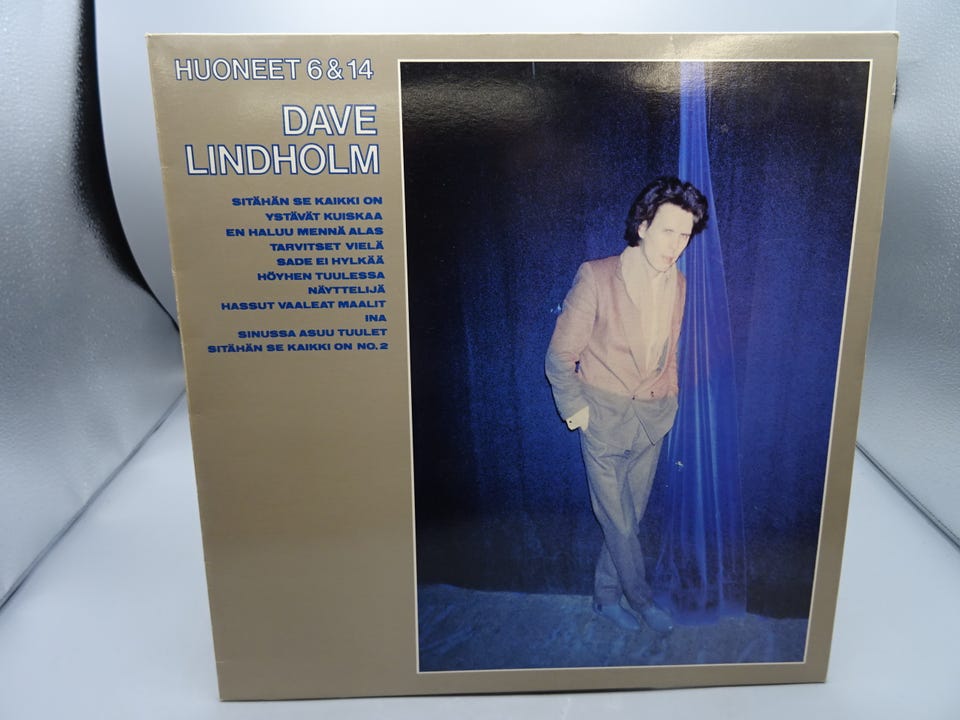 HUONEET 6 & 14
DAVE
LINDHOLM
SITÄHÄN SE KAIKKI ON
YSTÄVÄT KUISKAA
EN HALUU MENNÄ ALAS
TARVITSET VIELÄ
SADE EI HYLKÄÄ
HÖYHEN TUULESSA
NÄYTTELIJÄ
HASSUT VAALEAT MAALIT
INA
SINUSSA ASUU TUULET
SITÄHÄN SE KAIKKI ON NO. 2